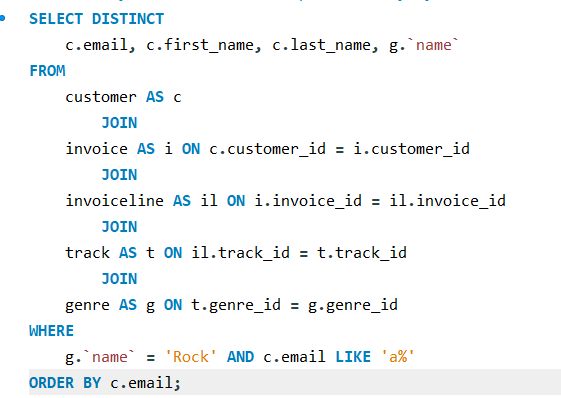 SELECT DISTINCT
c.email, c.first_name, c.last_name, g.`name`
FROM
customer AS c
JOIN
invoice AS i ON c.customer_id = i.customer_id
JOIN
invoiceline AS il ON i.invoice_id = il.invoice_id
JOIN
track AS t ON il.track_id = t.track_id
JOIN
genre AS g ON t.genre_id = g.genre_id
WHERE
g.`name` = 'Rock' AND c.email LIKE 'a%'
ORDER BY c.email;